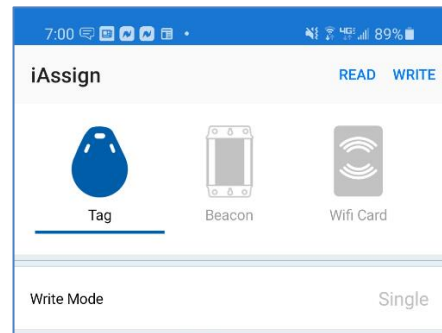 7:00 89%
iAssign READ WRITE
Tag Beacon Wifi Card
Write Mode Single